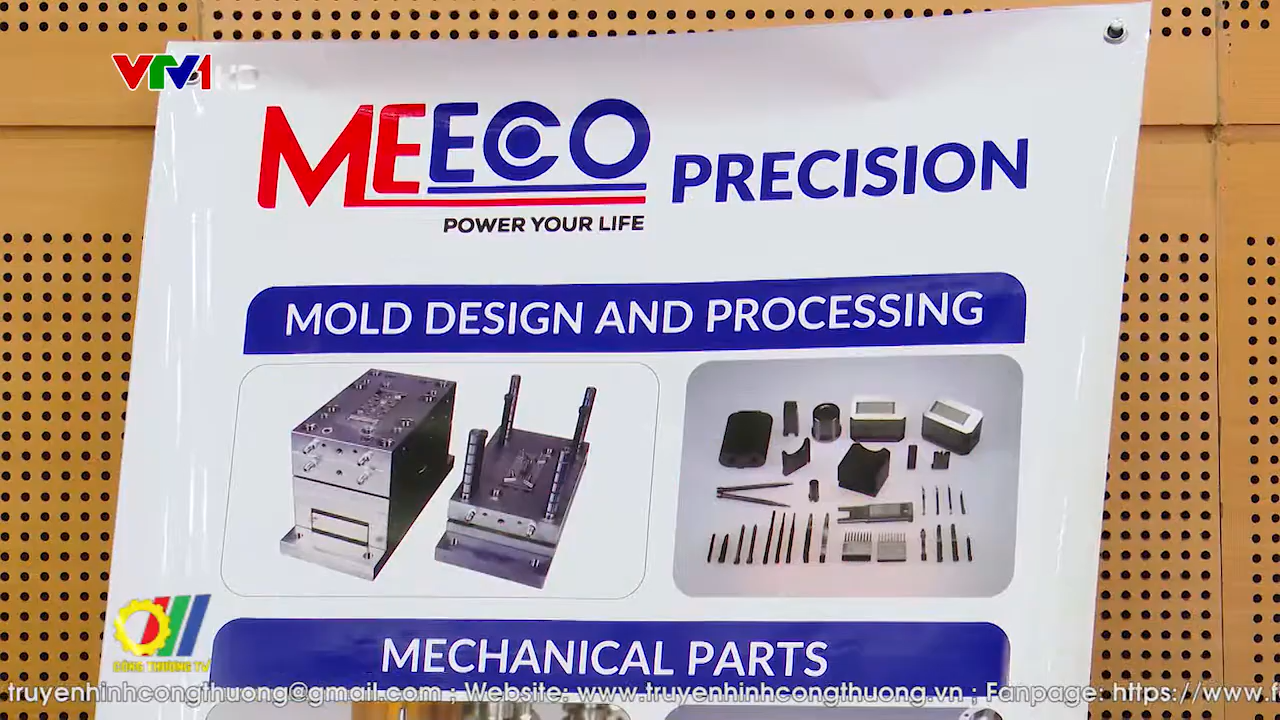 VTV1 HD
MEECO PRECISION
POWER YOUR LIFE
MOLD DESIGN AND PROCESSING
MECHANICAL PARTS
CÔNG THƯƠNG TV
truyenhinhcongthuong@gmail.com ; Website: www.truyenhinhcongthuong.vn ; Fanpage: https://www.f